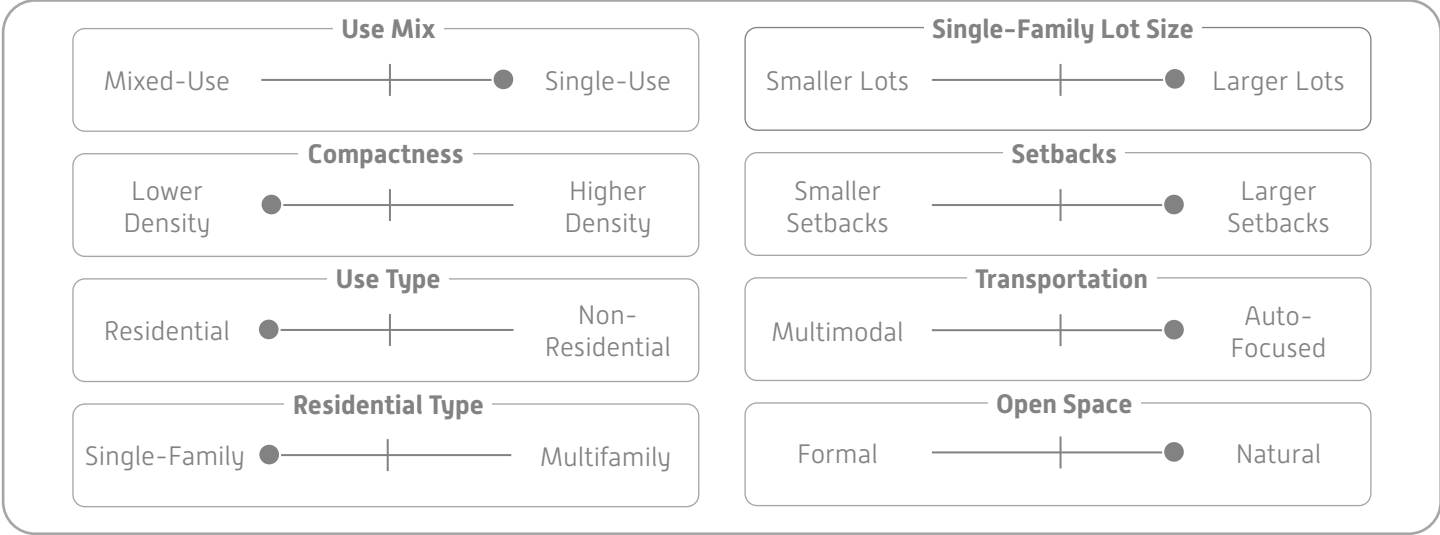 Use Mix
Mixed-Use
Single-Use
Compactness
Lower
Density
Higher
Density
Use Type
Residential
Non-
Residential
Residential Type
Single-Family
Multifamily
Single-Family Lot Size
Smaller Lots
Larger Lots
Setbacks
Smaller
Setbacks
Larger
Setbacks
Transportation
Multimodal
Auto-
Focused
Open Space
Formal
Natural